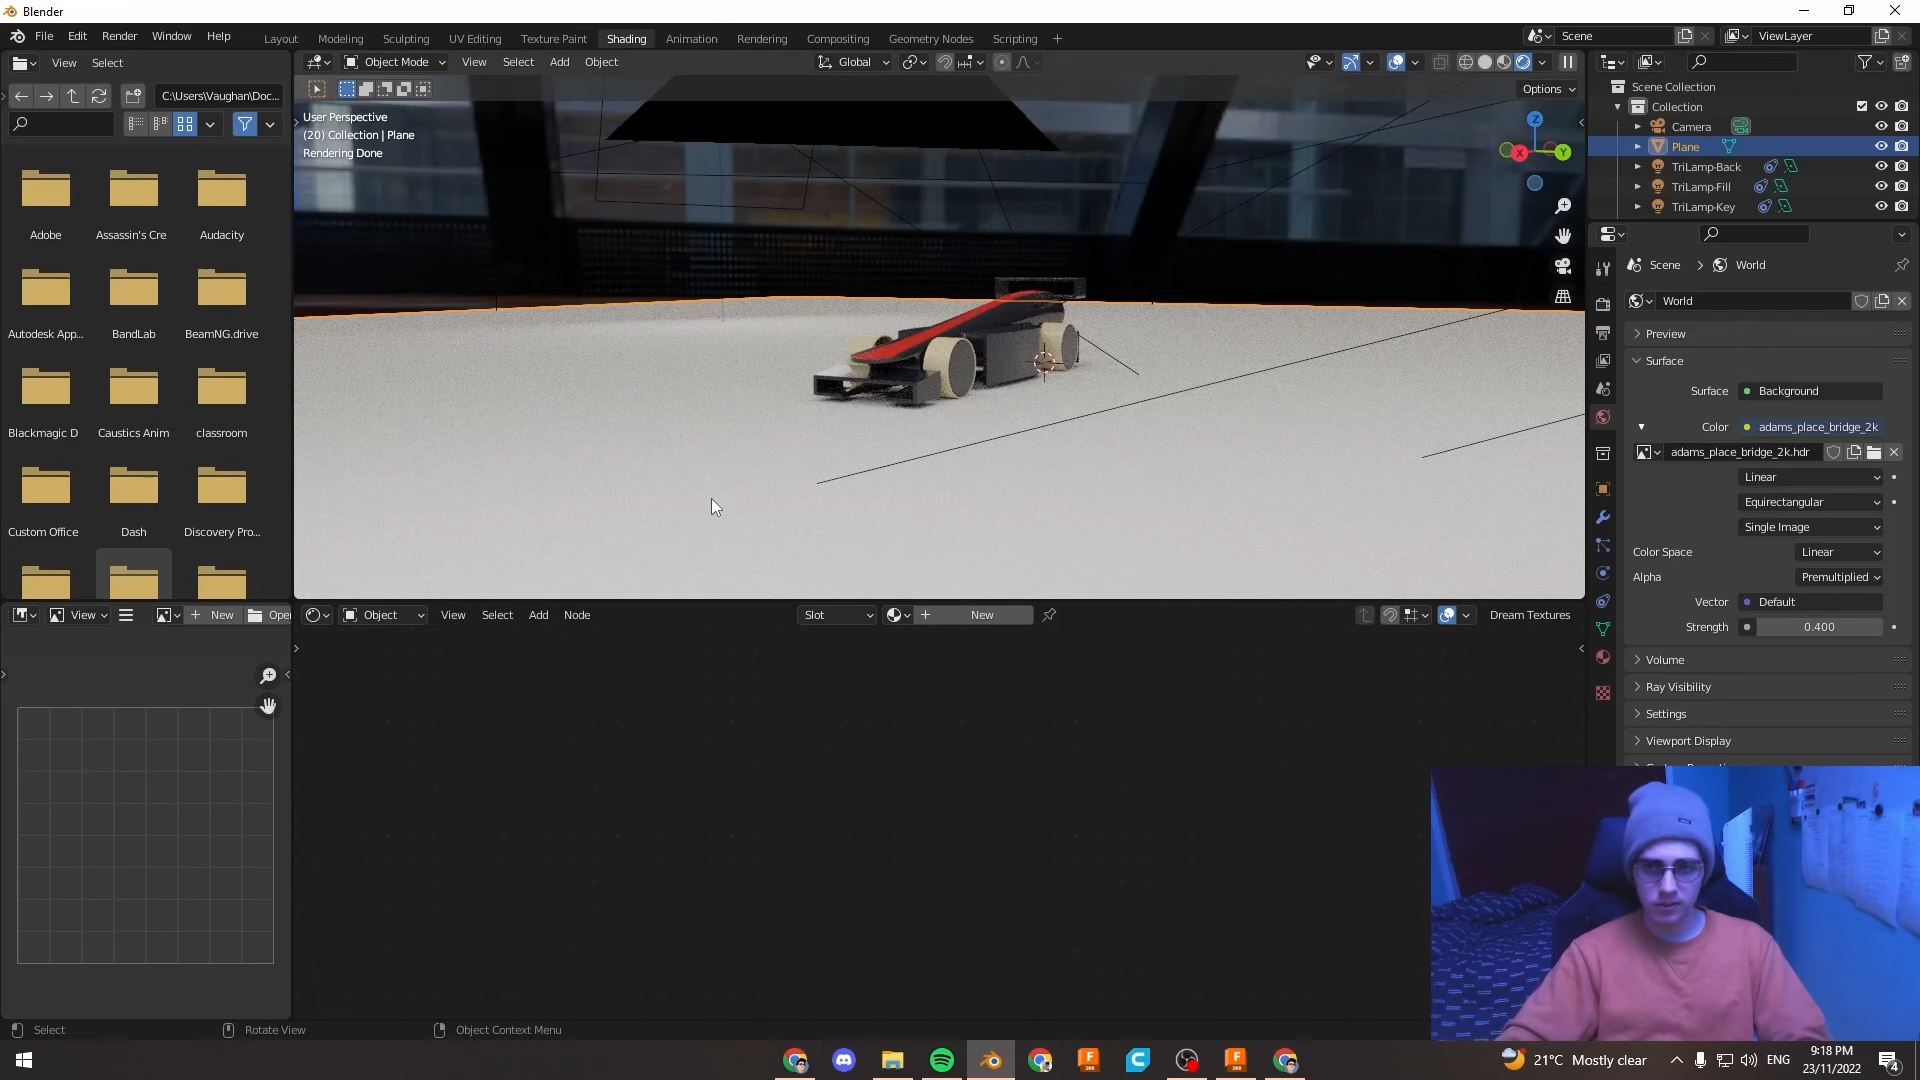 Blender
File Edit Render Window Help
Layout Modeling Sculpting UV Editing Texture Paint Shading Animation Rendering Compositing Geometry Nodes Scripting +
Scene
ViewLayer
View Select
C:\Users\Vaughan\Doc...
Adobe
Assassin's Cre
Audacity
Autodesk App...
BandLab
BeamNG.drive
Blackmagic D
Caustics Anim
classroom
Custom Office
Dash
Discovery Pro...
Object Mode View Select Add Object
Global
Options
User Perspective
(20) Collection | Plane
Rendering Done
Z
X
Y
Scene Collection
Collection
Camera
Plane
TriLamp-Back
TriLamp-Fill
TriLamp-Key
Scene > World
World
Preview
Surface
Surface Background
Color adams_place_bridge_2k
adams_place_bridge_2k.hdr
Linear
Equirectangular
Single Image
Color Space Linear
Alpha Premultiplied
Vector Default
Strength 0.400
Volume
Ray Visibility
Settings
Viewport Display
View
+ New
Ope
Object View Select Add Node
Slot
+ New
Dream Textures
Select
Rotate View
Object Context Menu
21°C Mostly clear
ENG
9:18 PM
23/11/2022
4